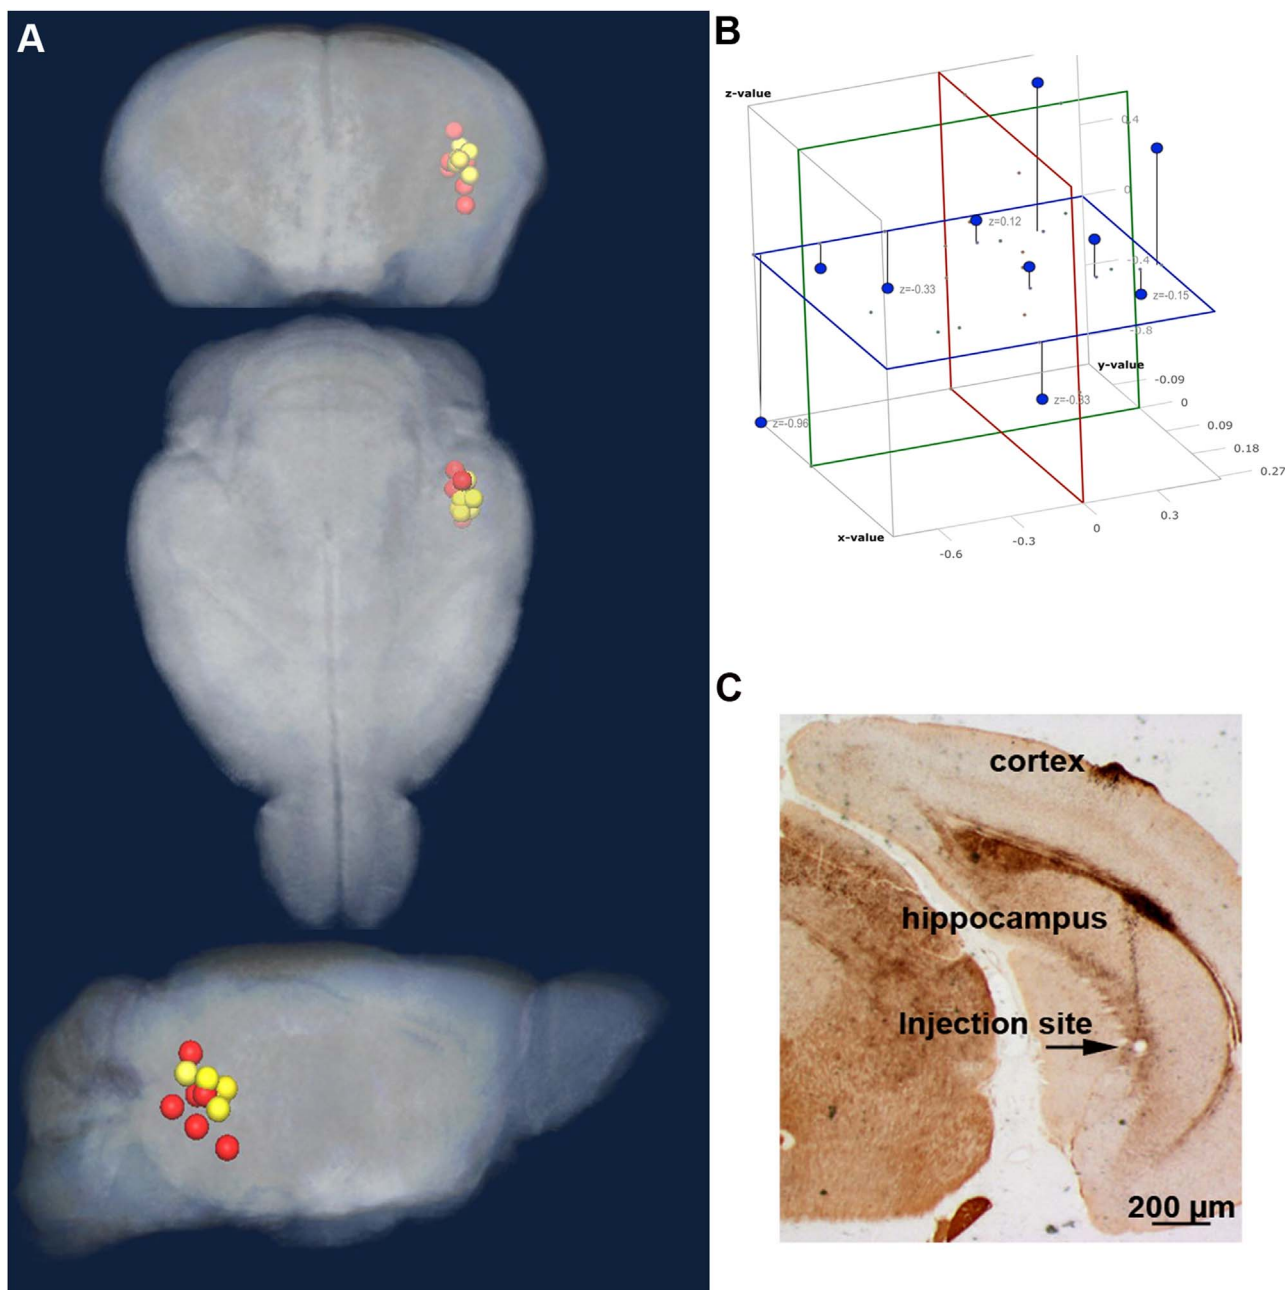 A
B
z-value
0.4
0
z=0.12
-0.4
z=-0.33
z=-0.15
-0.8
y-value
-0.09
z=-0.33
0
z=-0.96
0.09
0.18
0.27
0.3
x-value
0
-0.3
-0.6
C
cortex
hippocampus
Injection site
200 µm